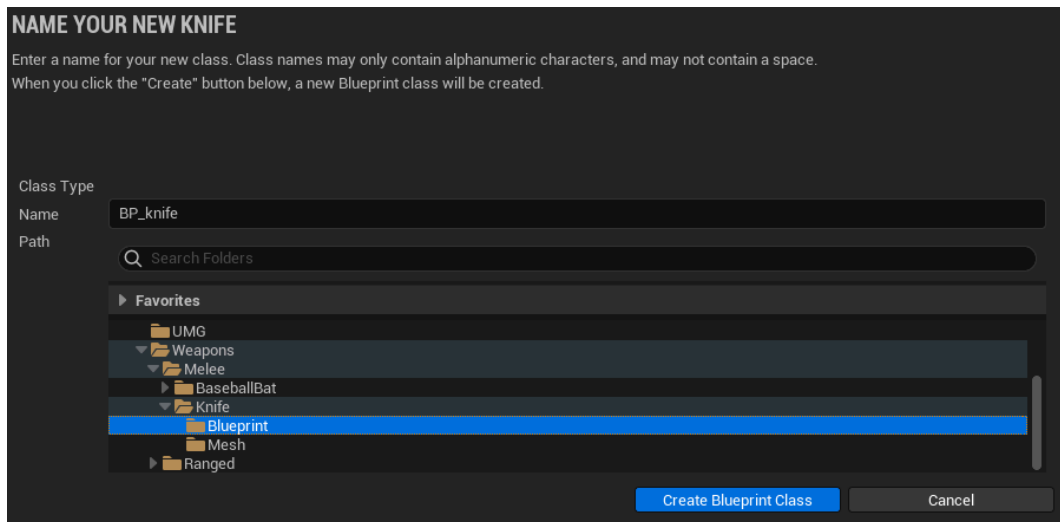 NAME YOUR NEW KNIFE
Enter a name for your new class. Class names may only contain alphanumeric characters, and may not contain a space.
When you click the "Create" button below, a new Blueprint class will be created.
Class Type
Name BP_knife
Path
Search Folders
Favorites
UMG
Weapons
Melee
BaseballBat
Knife
Blueprint
Mesh
Ranged
Create Blueprint Class Cancel